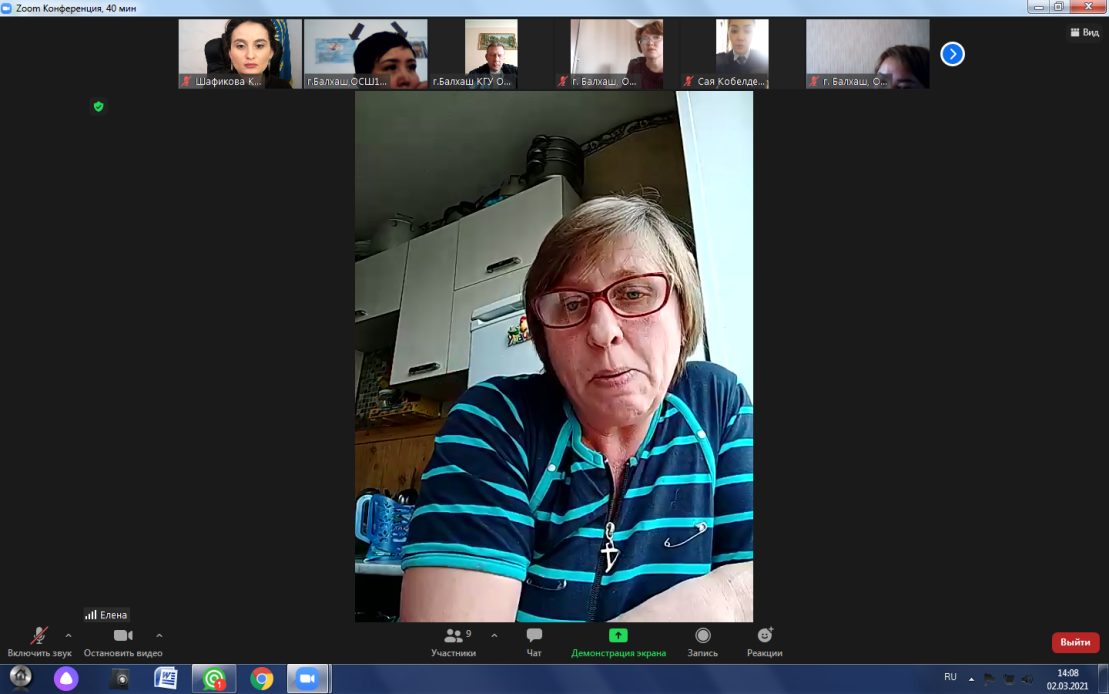 Zoom Конференция, 40 мин
Вид
Шафикова К...
г.Балхаш ОСШ1...
г.Балхаш КГУ О...
г. Балхаш, О...
Сая Кобелде...
г. Балхаш, О...
Елена
Включить звук
Остановить видео
9
Участники
Чат
Демонстрация экрана
Запись
Реакции
Выйти
1
RU
14:08
02.03.2021